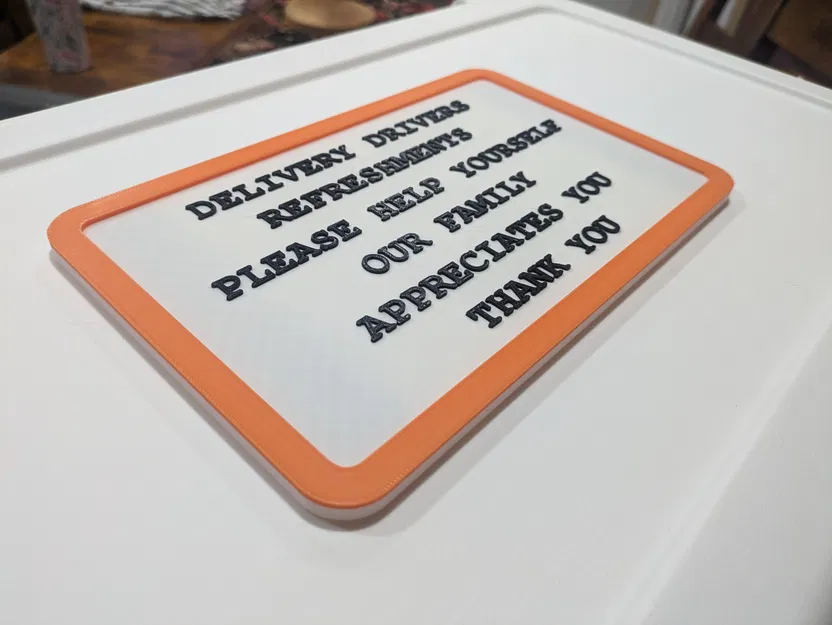 DELIVERY DRIVERS
REFRESHMENTS
PLEASE HELP YOURSELF
OUR FAMILY
APPRECIATES YOU
THANK YOU